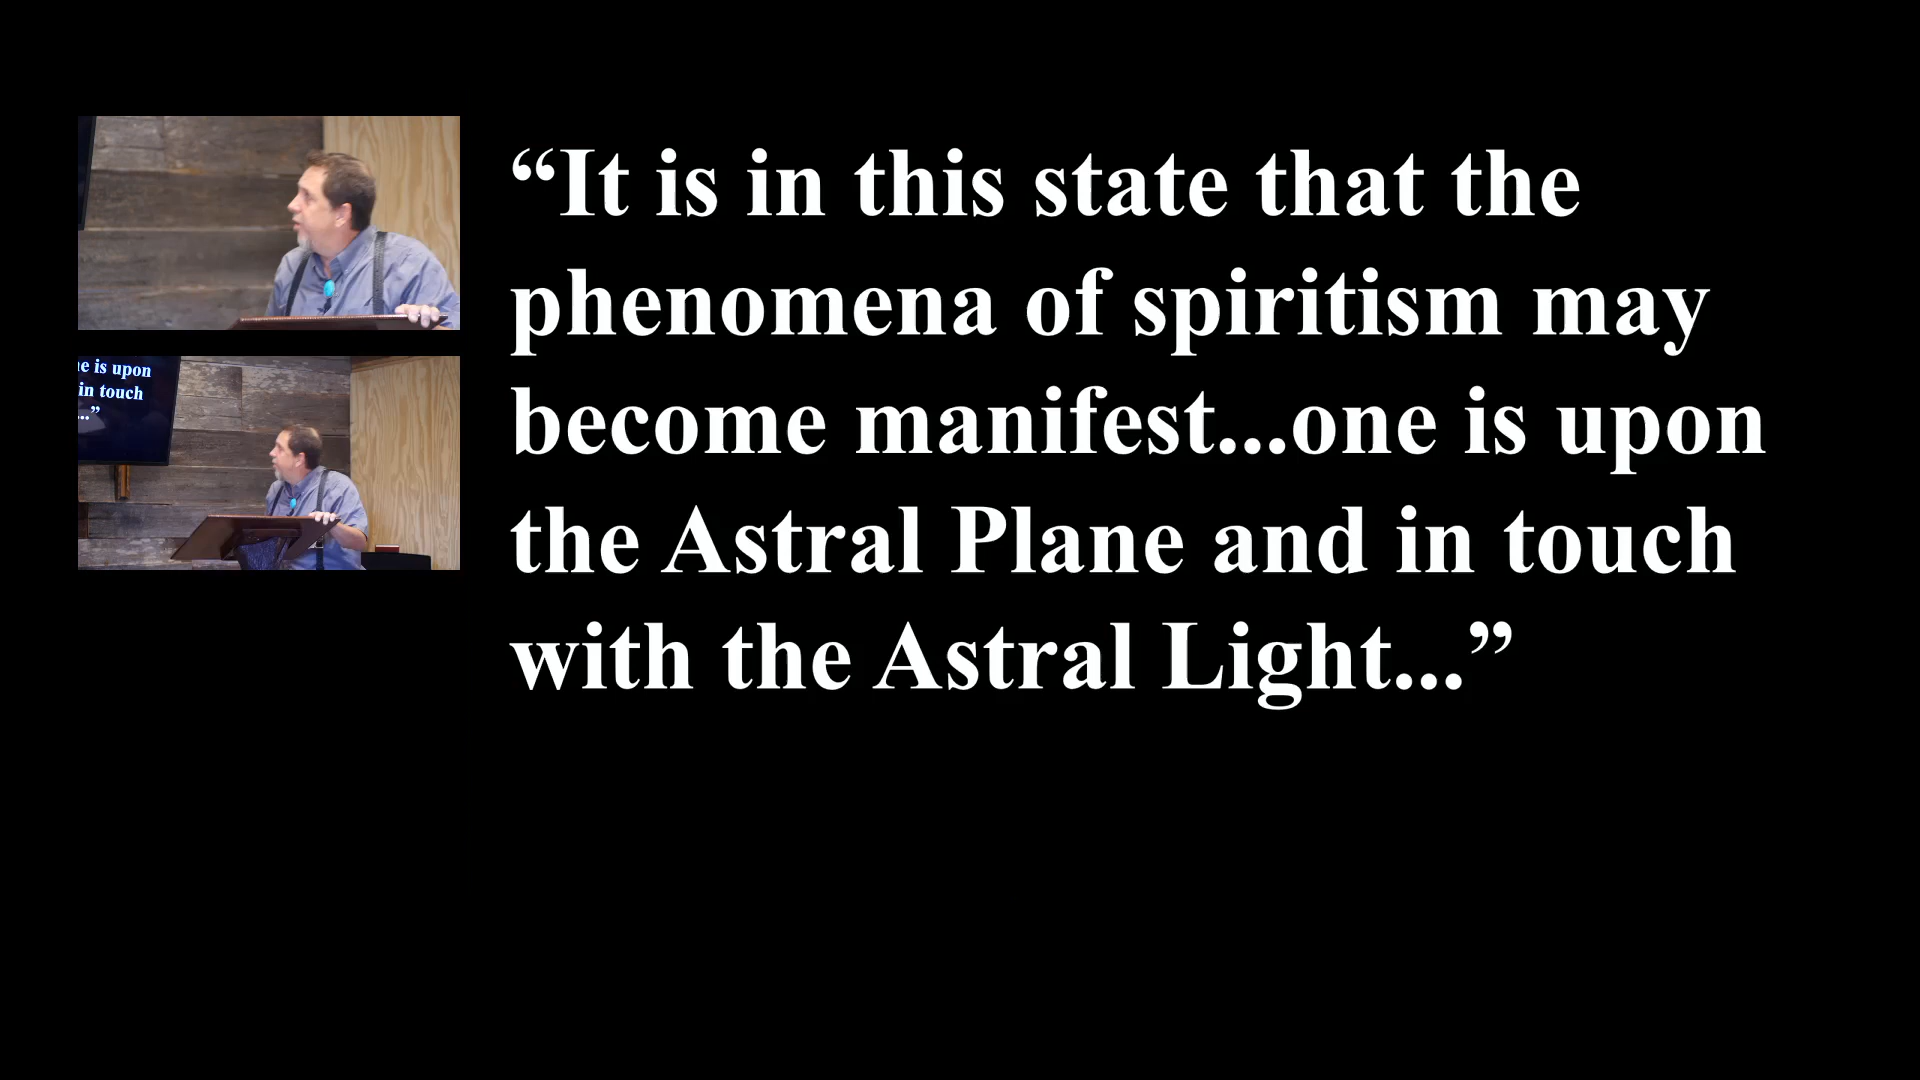 “It is in this state that the
phenomena of spiritism may
become manifest...one is upon
the Astral Plane and in touch
with the Astral Light...”
ne is upon
in touch
...”